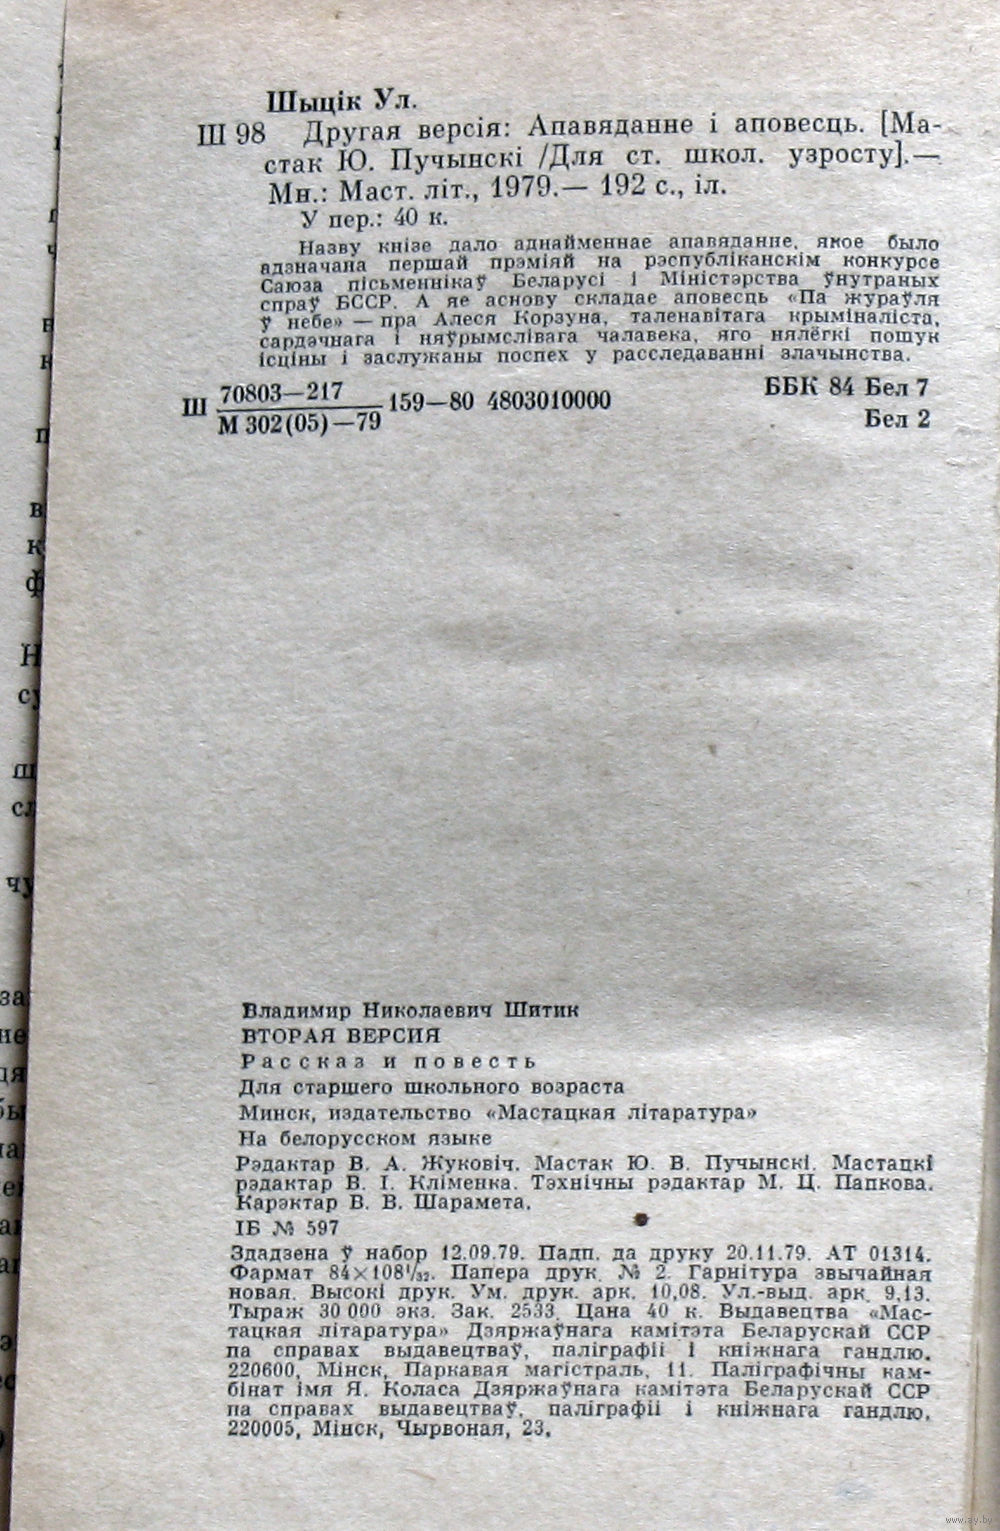 Шыцік Ул.
Ш 98 Другая версія: Апавяданне і аповесць. [Ма-
стак Ю. Пучынскі /Для ст. школ. узросту].—
Мн.: Маст. літ., 1979.— 192 с., іл.
У пер.: 40 к.
Назву кнізе дало аднайменнае апавяданне, якое было
адзначана першай прэміяй на рэспубліканскім конкурсе
Саюза пісьменнікаў Беларусі і Міністэрства ўнутраных
спраў БССР. А яе аснову складае аповесць «Па жураўля
ў небе» — пра Алеся Корзуна, таленавітага крыміналіста,
сардэчнага і няўрымслівага чалавека, яго нялёгкі пошук
ісціны і заслужаны поспех у расследаванні злачынства.
Ш 70803—217 / М 302(05)—79 159—80 4803010000 ББК 84 Бел 7
Бел 2
Владимир Николаевич Шитик
ВТОРАЯ ВЕРСИЯ
Рассказ и повесть
Для старшего школьного возраста
Минск, издательство «Мастацкая літаратура»
На белорусском языке
Рэдактар В. А. Жуковіч. Мастак Ю. В. Пучынскі. Мастацкі
рэдактар В. І. Кліменка. Тэхнічны рэдактар М. Ц. Папкова.
Карэктар В. В. Шарамета.
ІБ № 597
Здадзена ў набор 12.09.79. Падп. да друку 20.11.79. АТ 01314.
Фармат 84×108¹/₃₂. Папера друк. № 2. Гарнітура звычайная
новая. Высокі друк. Ум. друк. арк. 10,08. Ул.-выд. арк. 9,13.
Тыраж 30 000 экз. Зак. 2533. Цана 40 к. Выдавецтва «Мас-
тацкая літаратура» Дзяржаўнага камітэта Беларускай ССР
па справах выдавецтваў, паліграфіі і кніжнага гандлю.
220600, Мінск, Паркавая магістраль, 11. Паліграфічны кам-
бінат імя Я. Коласа Дзяржаўнага камітэта Беларускай ССР
па справах выдавецтваў, паліграфіі і кніжнага гандлю.
220005, Мінск, Чырвоная, 23.
www.ay.by